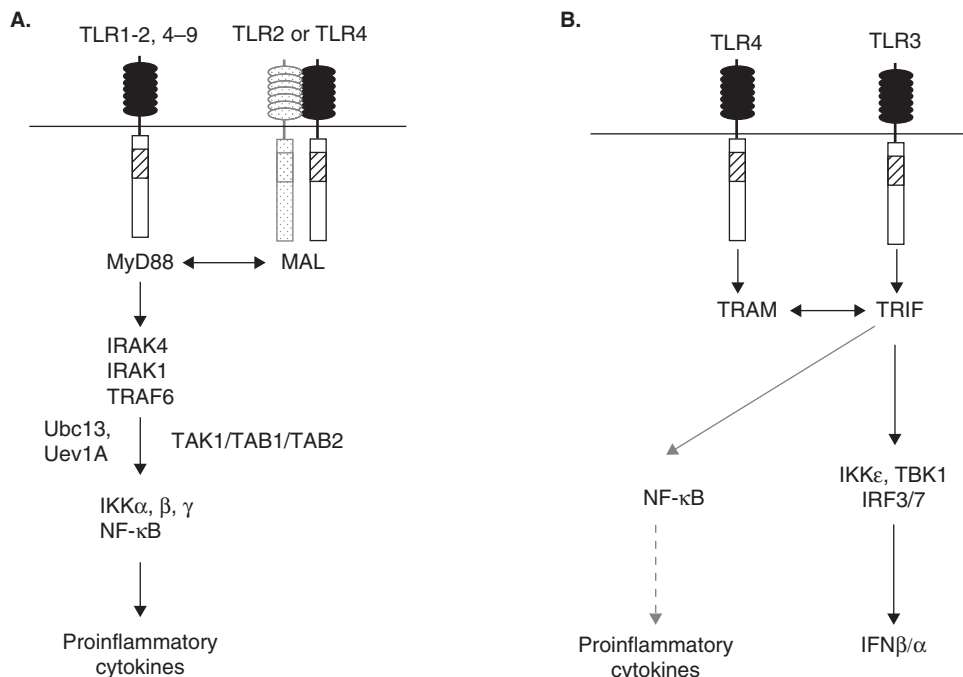 A.
TLR1-2, 4–9
TLR2 or TLR4
MyD88
MAL
IRAK4
IRAK1
TRAF6
Ubc13,
Uev1A
TAK1/TAB1/TAB2
IKKα, β, γ
NF-κB
Proinflammatory
cytokines
B.
TLR4
TLR3
TRAM
TRIF
NF-κB
IKKε, TBK1
IRF3/7
Proinflammatory
cytokines
IFNβ/α